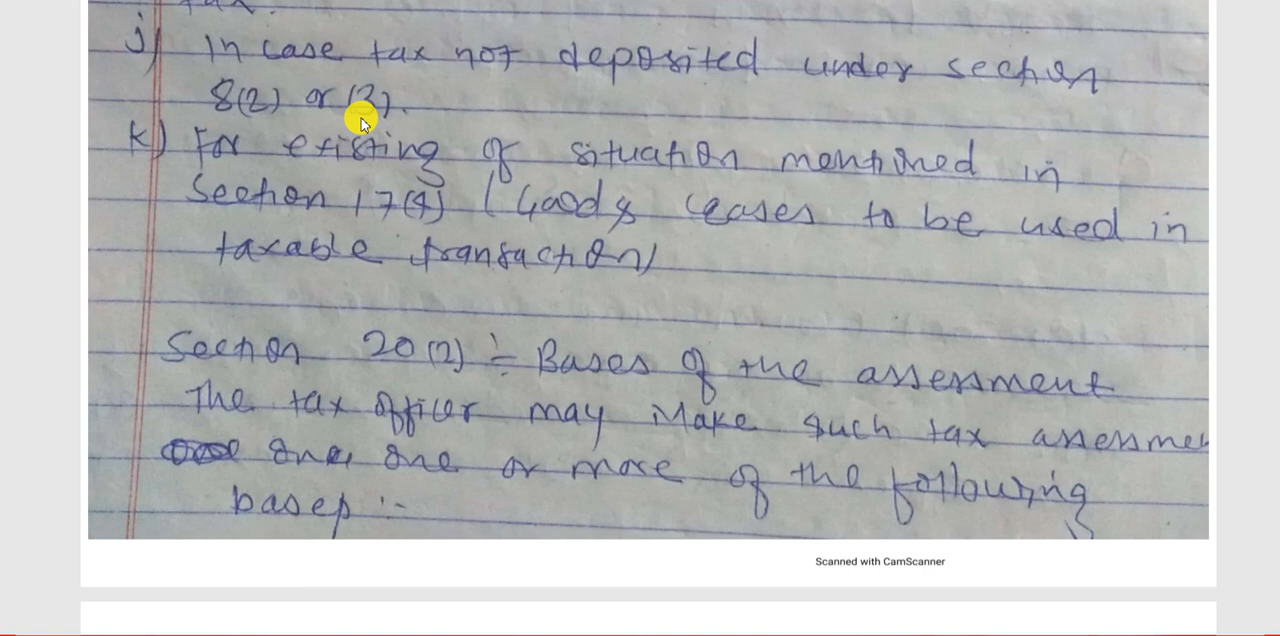 j) In case tax not deposited under section
8(2) or (3).
k) For existing of situation mentioned in
Section 17(4) (Goods ceases to be used in
taxable transaction)
Section 20(2) :- Bases of the assessment
The tax officer may Make such tax assesmen
one, one or more of the following
bases :-
Scanned with CamScanner